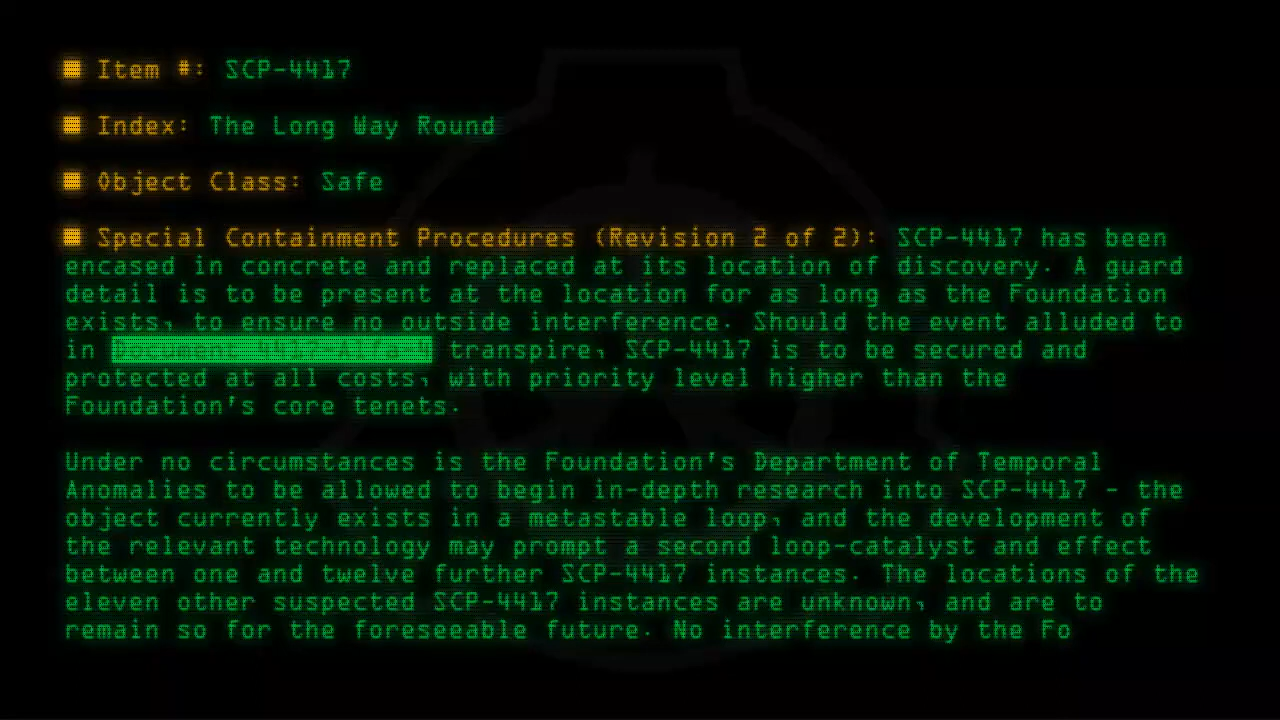 Item #: SCP-4417
Index: The Long Way Round
Object Class: Safe
Special Containment Procedures (Revision 2 of 2): SCP-4417 has been
encased in concrete and replaced at its location of discovery. A guard
detail is to be present at the location for as long as the Foundation
exists, to ensure no outside interference. Should the event alluded to
in Document 4417-Alfa-1 transpire, SCP-4417 is to be secured and
protected at all costs, with priority level higher than the
Foundation's core tenets.
Under no circumstances is the Foundation's Department of Temporal
Anomalies to be allowed to begin in-depth research into SCP-4417 - the
object currently exists in a metastable loop, and the development of
the relevant technology may prompt a second loop-catalyst and effect
between one and twelve further SCP-4417 instances. The locations of the
eleven other suspected SCP-4417 instances are unknown, and are to
remain so for the foreseeable future. No interference by the Fo